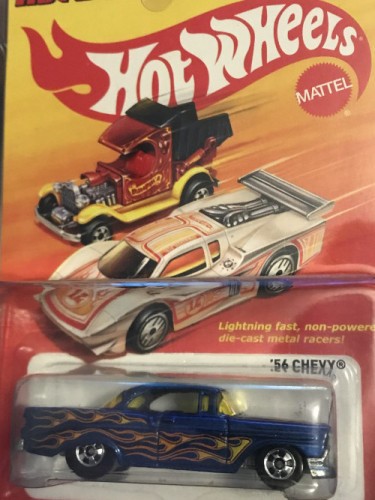 HOT WHEELS®
MATTEL
Lightning fast, non-powere
die-cast metal racers!
'56 CHEVY®